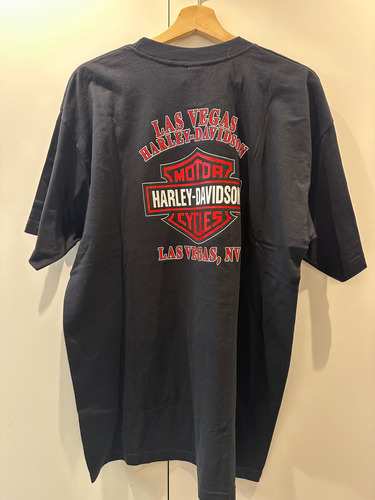 LAS VEGAS
HARLEY-DAVIDSON
MOTOR
HARLEY-DAVIDSON
CYCLES
LAS VEGAS, NV